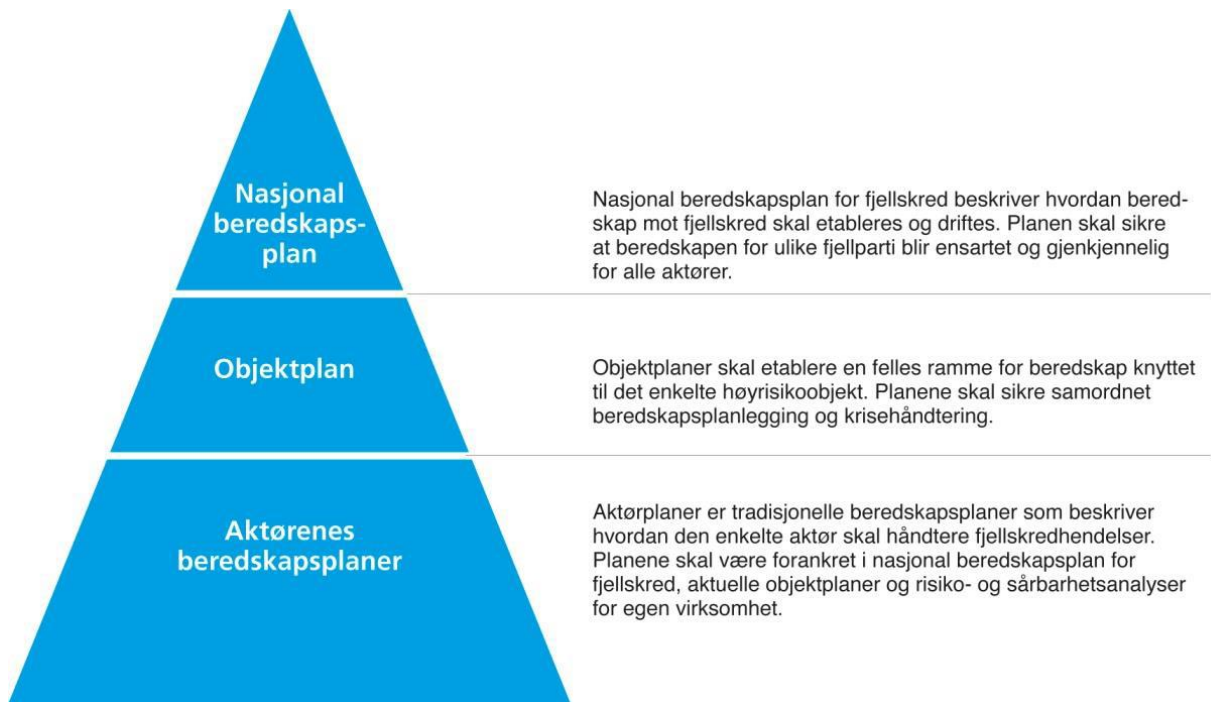 Nasjonal
beredskaps-
plan
Nasjonal beredskapsplan for fjellskred beskriver hvordan bered-
skap mot fjellskred skal etableres og driftes. Planen skal sikre
at beredskapen for ulike fjellparti blir ensartet og gjenkjennelig
for alle aktører.
Objektplan
Objektplaner skal etablere en felles ramme for beredskap knyttet
til det enkelte høyrisikoobjekt. Planene skal sikre samordnet
beredskapsplanlegging og krisehåndtering.
Aktørenes
beredskapsplaner
Aktørplaner er tradisjonelle beredskapsplaner som beskriver
hvordan den enkelte aktør skal håndtere fjellskredhendelser.
Planene skal være forankret i nasjonal beredskapsplan for
fjellskred, aktuelle objektplaner og risiko- og sårbarhetsanalyser
for egen virksomhet.